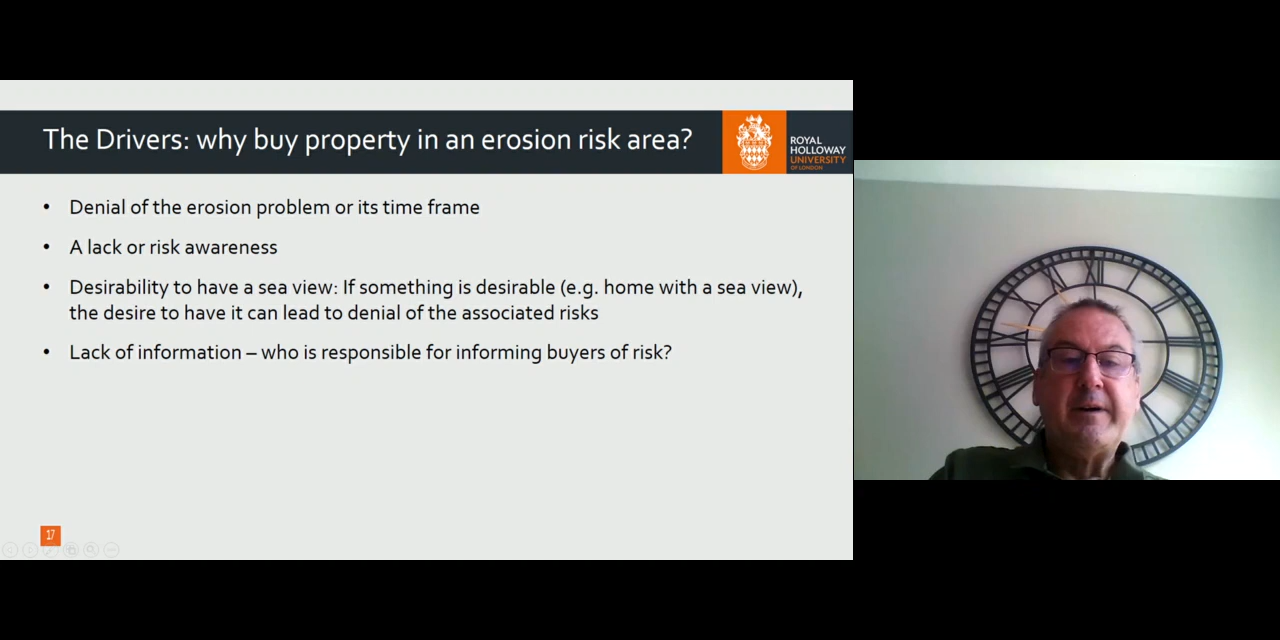 The Drivers: why buy property in an erosion risk area?
ROYAL
HOLLOWAY
UNIVERSITY
OF LONDON
• Denial of the erosion problem or its time frame
• A lack or risk awareness
• Desirability to have a sea view: If something is desirable (e.g. home with a sea view),
the desire to have it can lead to denial of the associated risks
• Lack of information – who is responsible for informing buyers of risk?
17